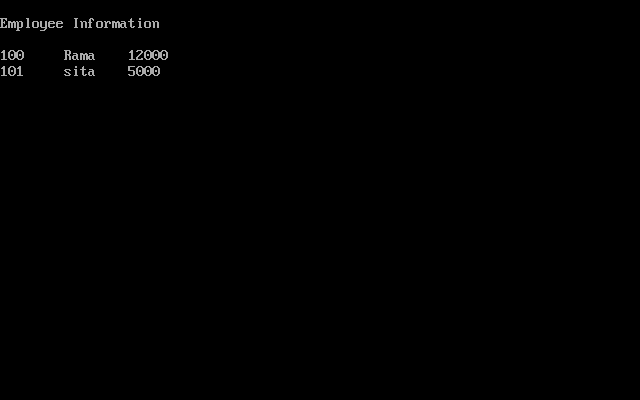 Employee Information
100 Rama 12000
101 sita 5000